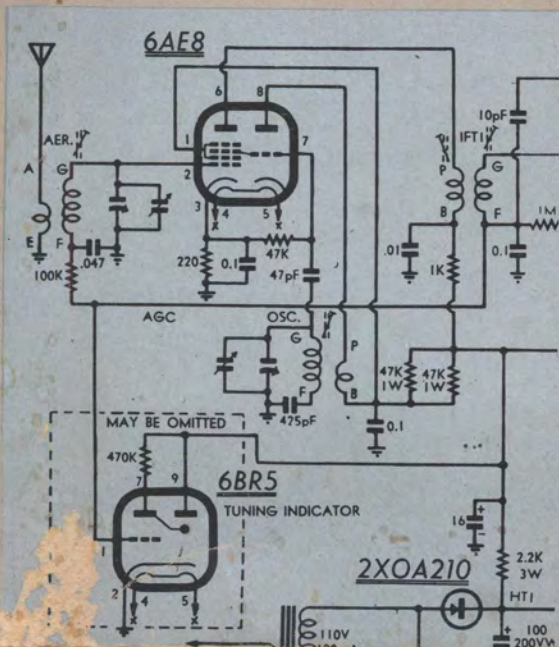 6AE8
6
8
1
2
7
3
4
5
x
x
AER.
A
G
E
F
.047
100K
220
0.1
47K
47pF
10pF
IFT1
P
G
B
F
.01
1K
0.1
1M
AGC
OSC.
G
P
F
B
425pF
47K
1W
47K
1W
0.1
MAY BE OMITTED
470K
7
9
6BR5
TUNING INDICATOR
1
2
4
5
x
x
16
+
2.2K
3W
2XOA210
HT1
110V
+
100